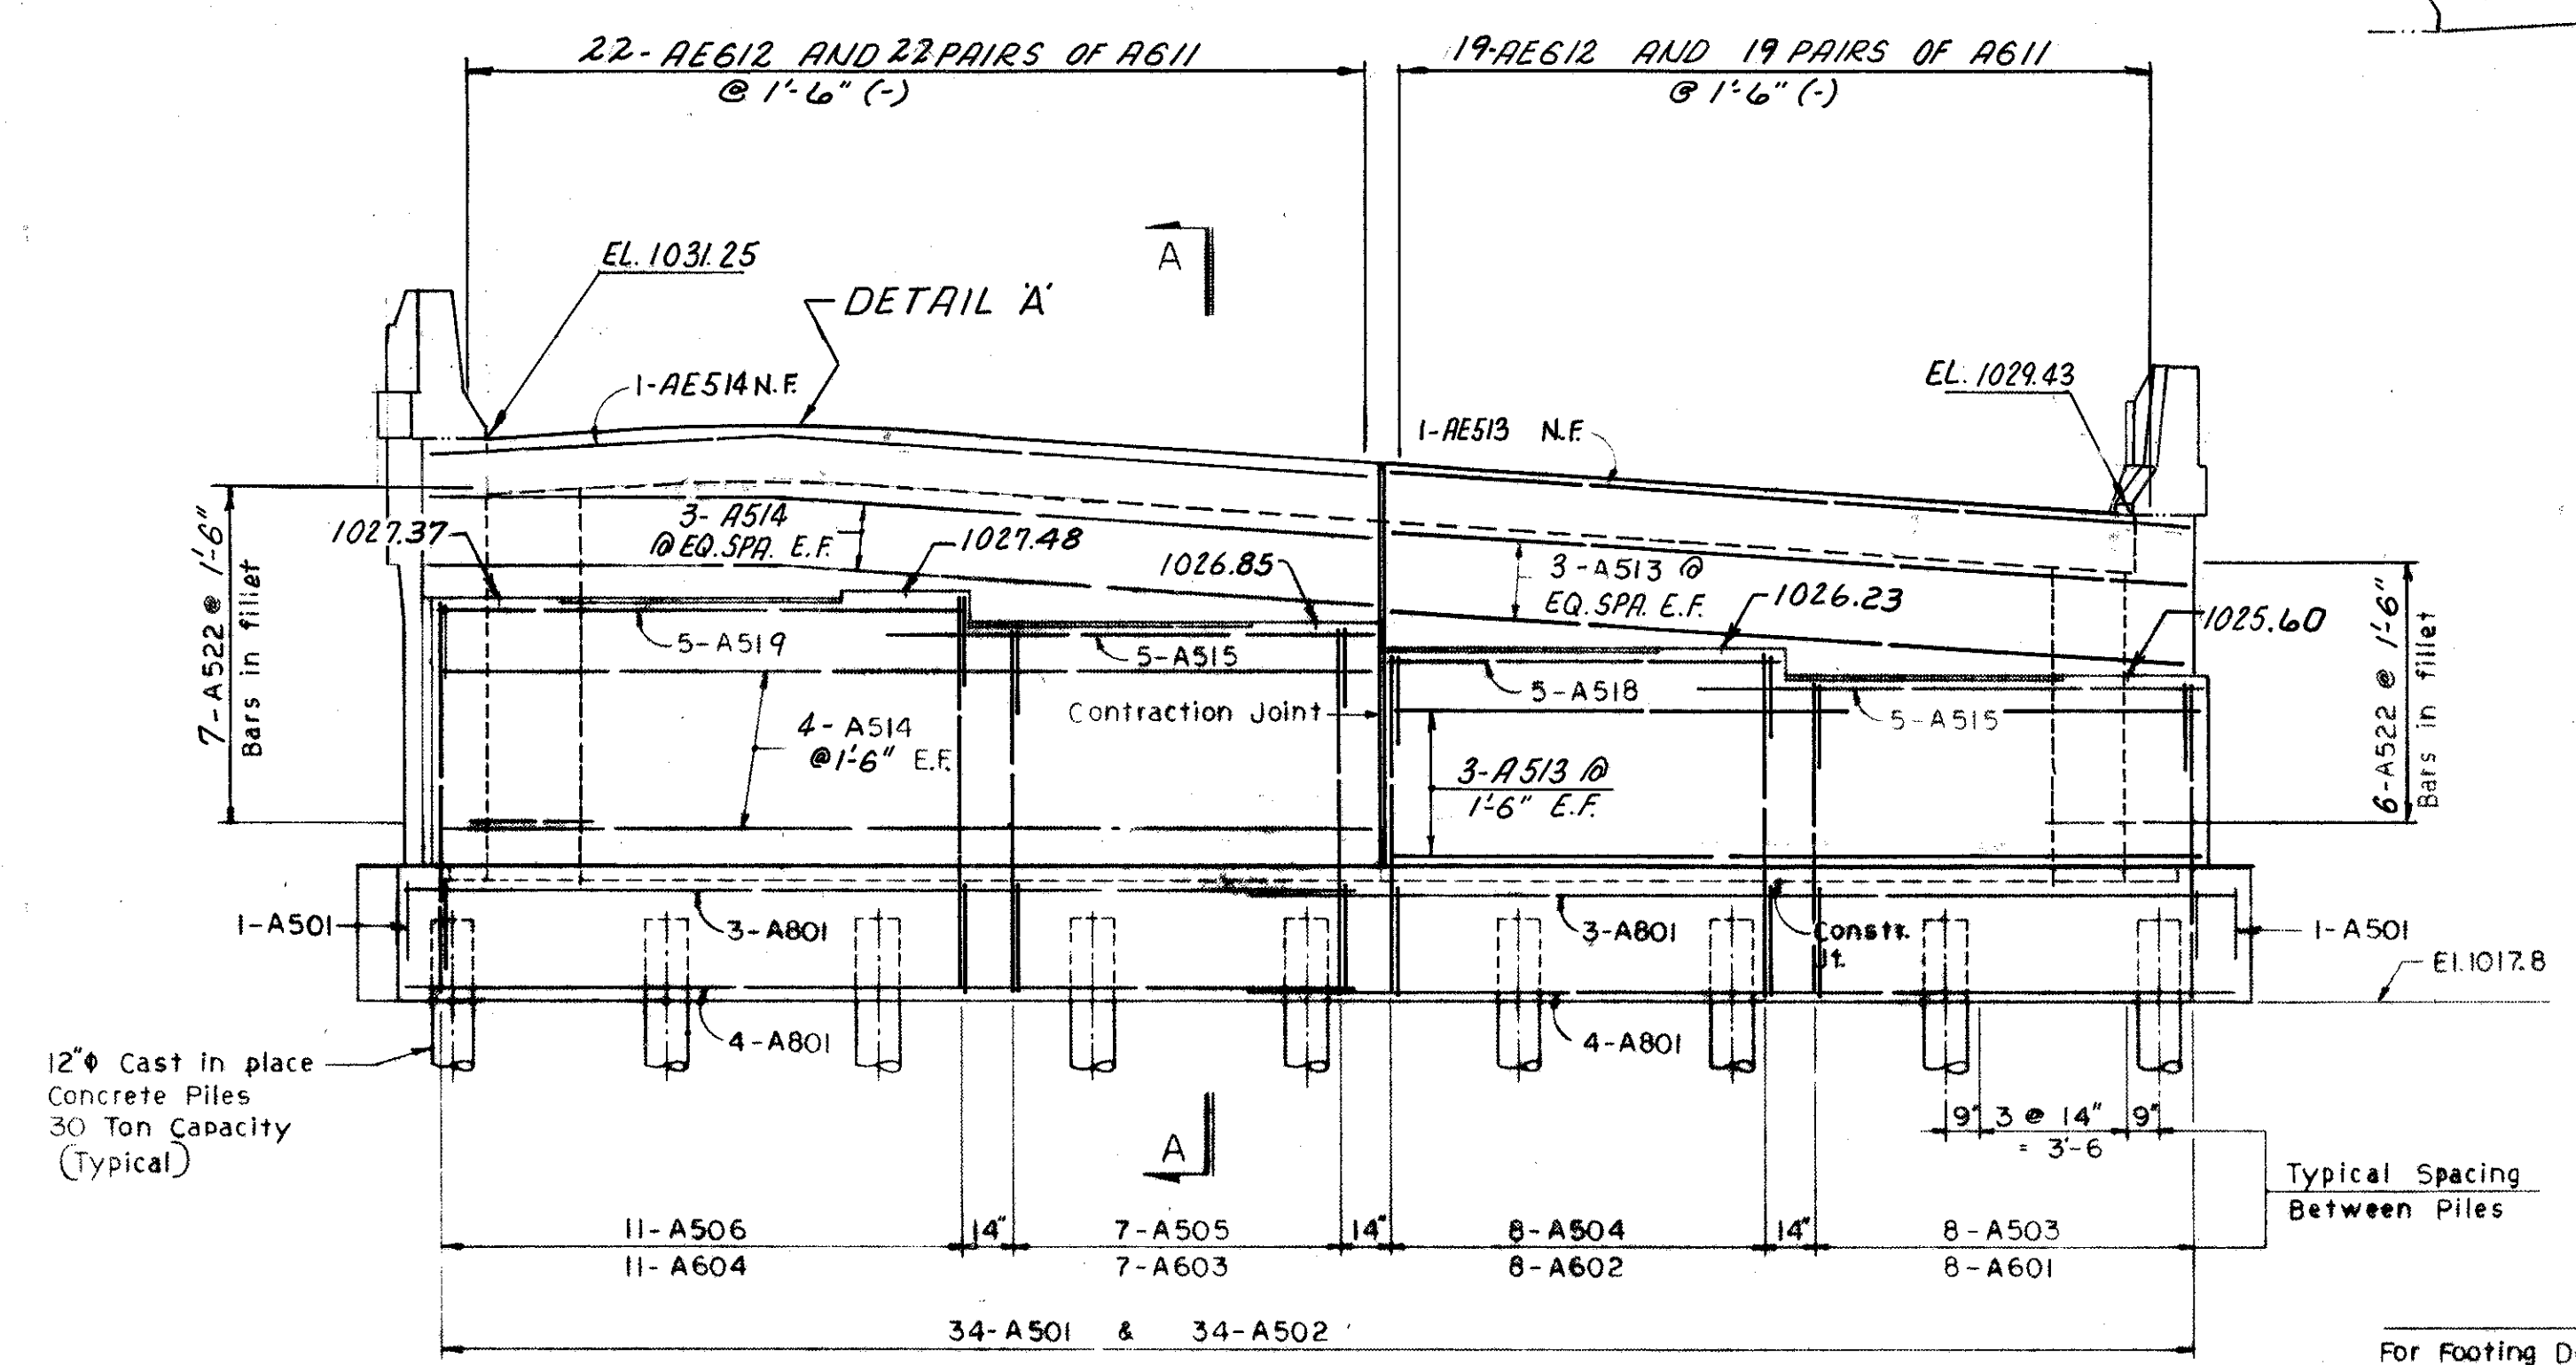 22-AE612 AND 22 PAIRS OF A611
@ 1'-6" (-)
19-AE612 AND 19 PAIRS OF A611
@ 1'-6" (-)
A
EL. 1031.25
DETAIL 'A'
1-AE514 N.F.
EL. 1029.43
1-AE513 N.F.
7-A522 @ 1'-6"
Bars in fillet
1027.37
3-A514
@ EQ. SPA. E.F.
1027.48
1026.85
3-A513 @
EQ. SPA. E.F.
1026.23
1025.60
6-A522 @ 1'-6"
Bars in fillet
5-A519
5-A515
5-A518
5-A515
Contraction Joint
4-A514
@ 1'-6" E.F.
3-A513 @
1'-6" E.F.
1-A501
3-A801
3-A801
Constr.
Jt.
1-A501
El. 1017.8
4-A801
4-A801
12"Φ Cast in place
Concrete Piles
30 Ton Capacity
(Typical)
A
9" 3 @ 14" 9"
= 3'-6
Typical Spacing
Between Piles
11-A506 14" 7-A505 14" 8-A504 14" 8-A503
11-A604 7-A603 8-A602 8-A601
34-A501 & 34-A502
For Footing D